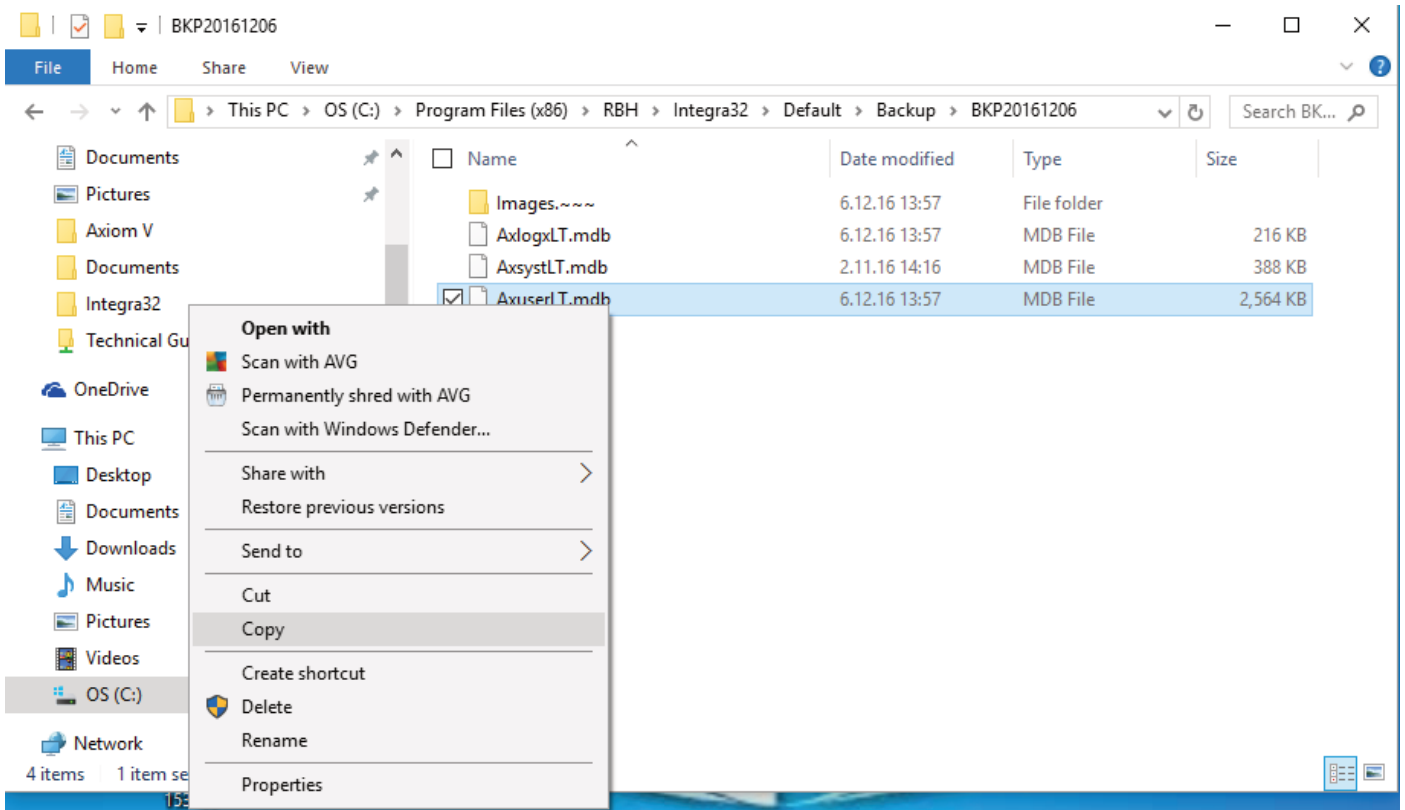 BKP20161206
File Home Share View
This PC > OS (C:) > Program Files (x86) > RBH > Integra32 > Default > Backup > BKP20161206
Search BK...
Name Date modified Type Size
Documents
Pictures
Axiom V
Documents
Integra32
Technical Gu
OneDrive
This PC
Desktop
Documents
Downloads
Music
Pictures
Videos
OS (C:)
Network
Images.~~~ 6.12.16 13:57 File folder
AxlogxLT.mdb 6.12.16 13:57 MDB File 216 KB
AxsystLT.mdb 2.11.16 14:16 MDB File 388 KB
AxuserLT.mdb 6.12.16 13:57 MDB File 2,564 KB
Open with
Scan with AVG
Permanently shred with AVG
Scan with Windows Defender...
Share with
Restore previous versions
Send to
Cut
Copy
Create shortcut
Delete
Rename
Properties
4 items 1 item se